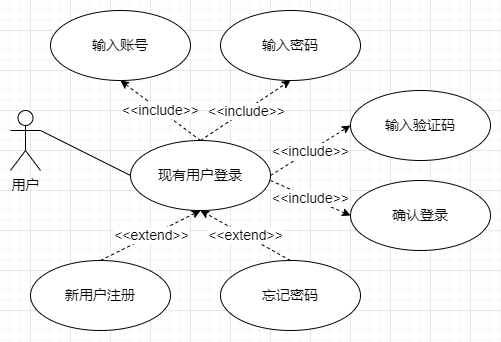 输入账号
输入密码
<<include>>
<<include>>
输入验证码
<<include>>
用户
现有用户登录
<<include>>
确认登录
<<extend>>
<<extend>>
新用户注册
忘记密码